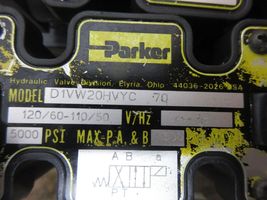 Parker
Hydraulic Valve Division, Elyria, Ohio 44035-2026 USA
MODEL D1VW20HVYC 70
120/60-110/50 V/Hz
5000 PSI MAX-P,A, & B
A B a
P T